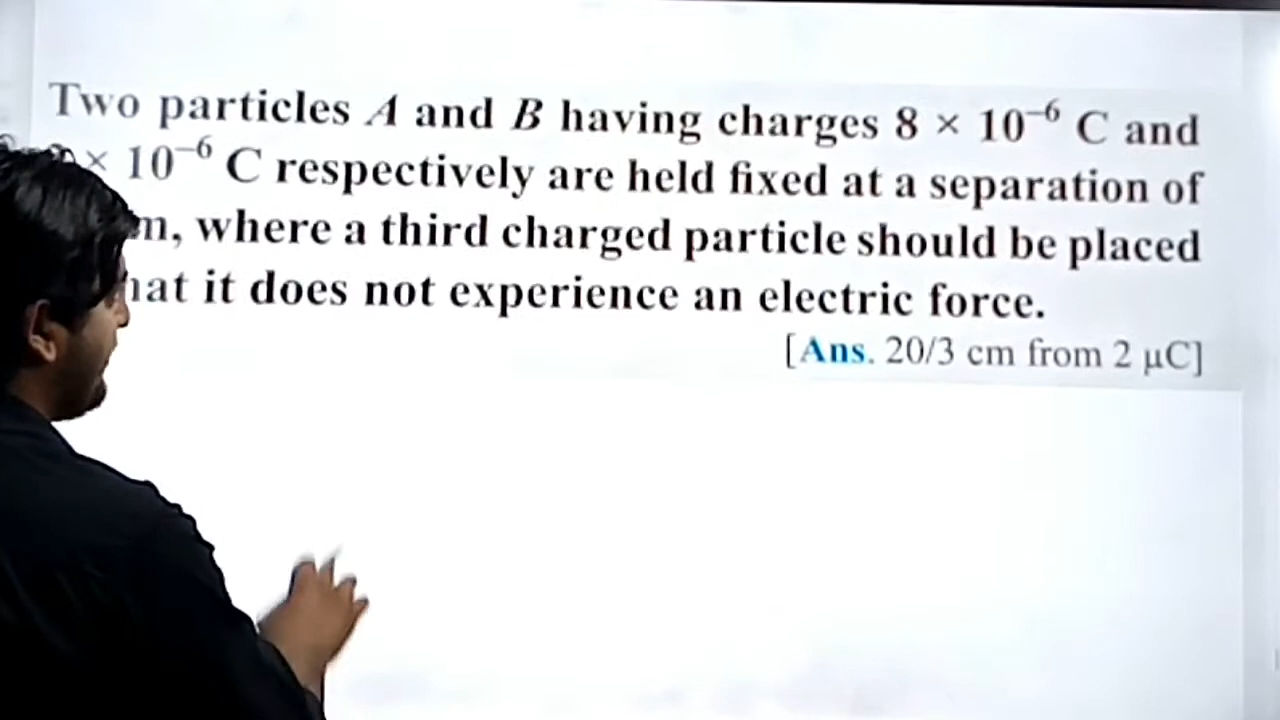 Two particles A and B having charges 8 × 10⁻⁶ C and
× 10⁻⁶ C respectively are held fixed at a separation of
where a third charged particle should be placed
it does not experience an electric force.
[Ans. 20/3 cm from 2 μC]